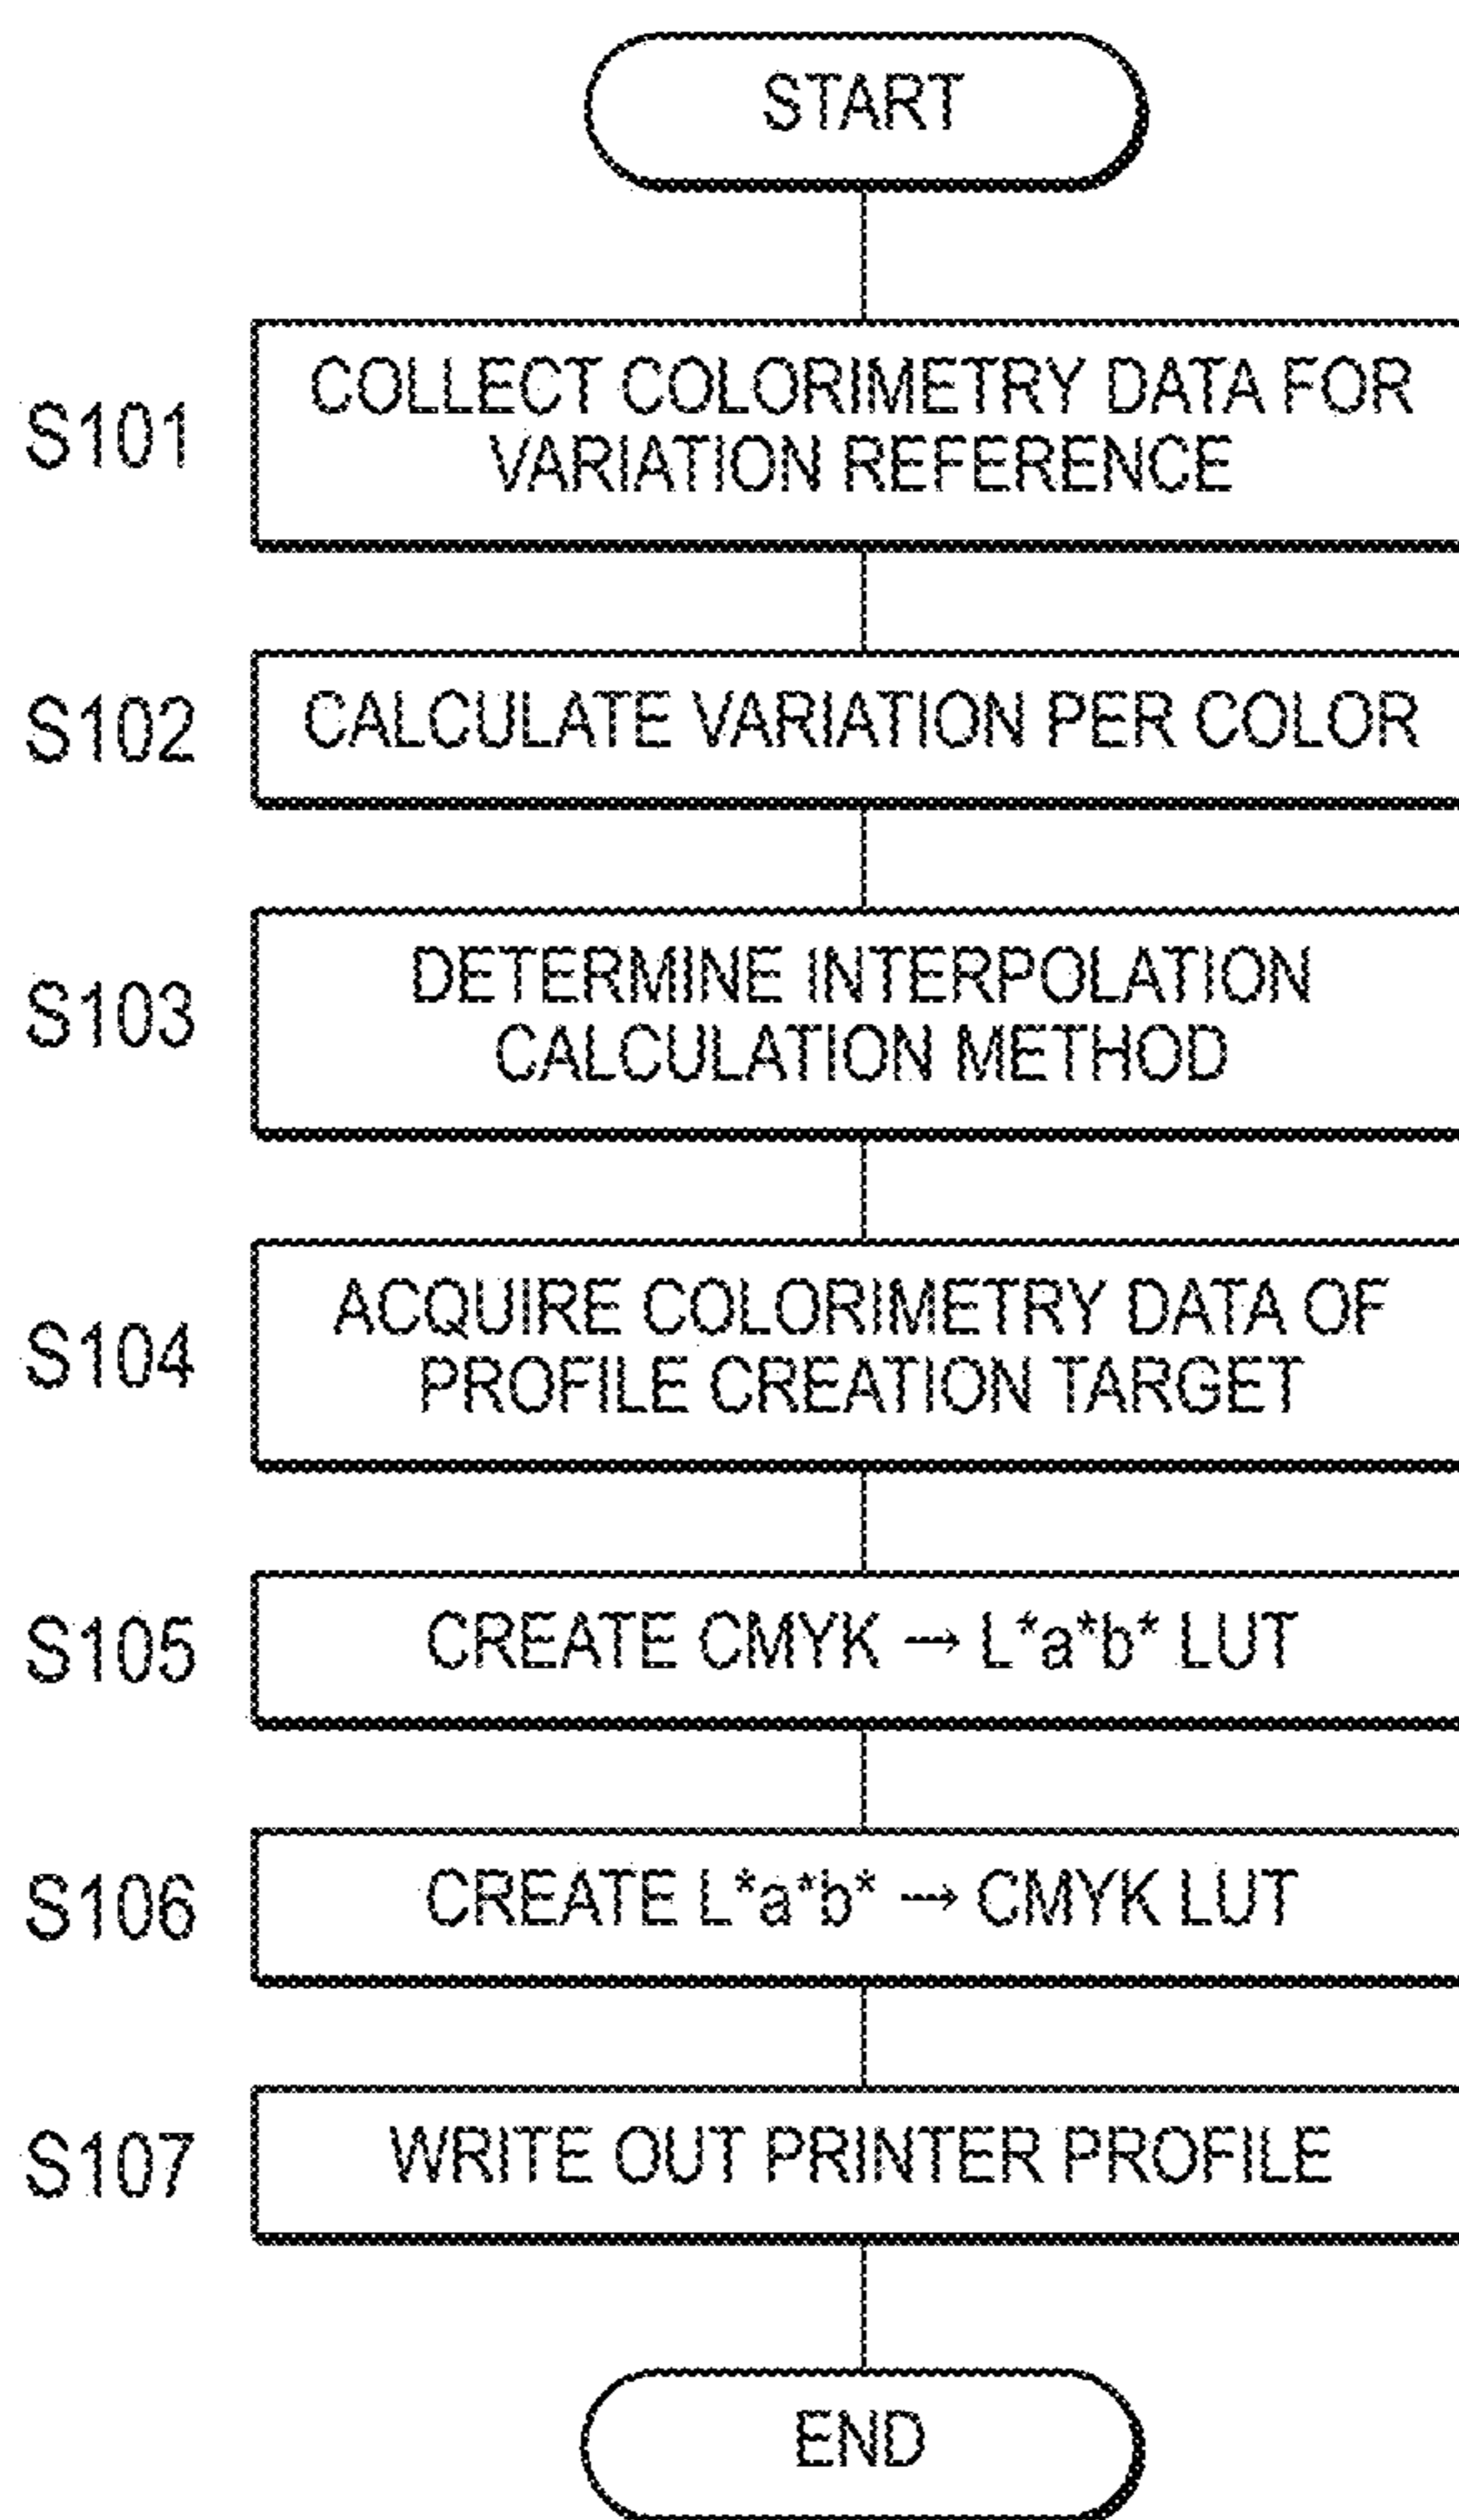 START
S101
COLLECT COLORIMETRY DATA FOR
VARIATION REFERENCE
S102
CALCULATE VARIATION PER COLOR
S103
DETERMINE INTERPOLATION
CALCULATION METHOD
S104
ACQUIRE COLORIMETRY DATA OF
PROFILE CREATION TARGET
S105
CREATE CMYK → L*a*b* LUT
S106
CREATE L*a*b* → CMYK LUT
S107
WRITE OUT PRINTER PROFILE
END